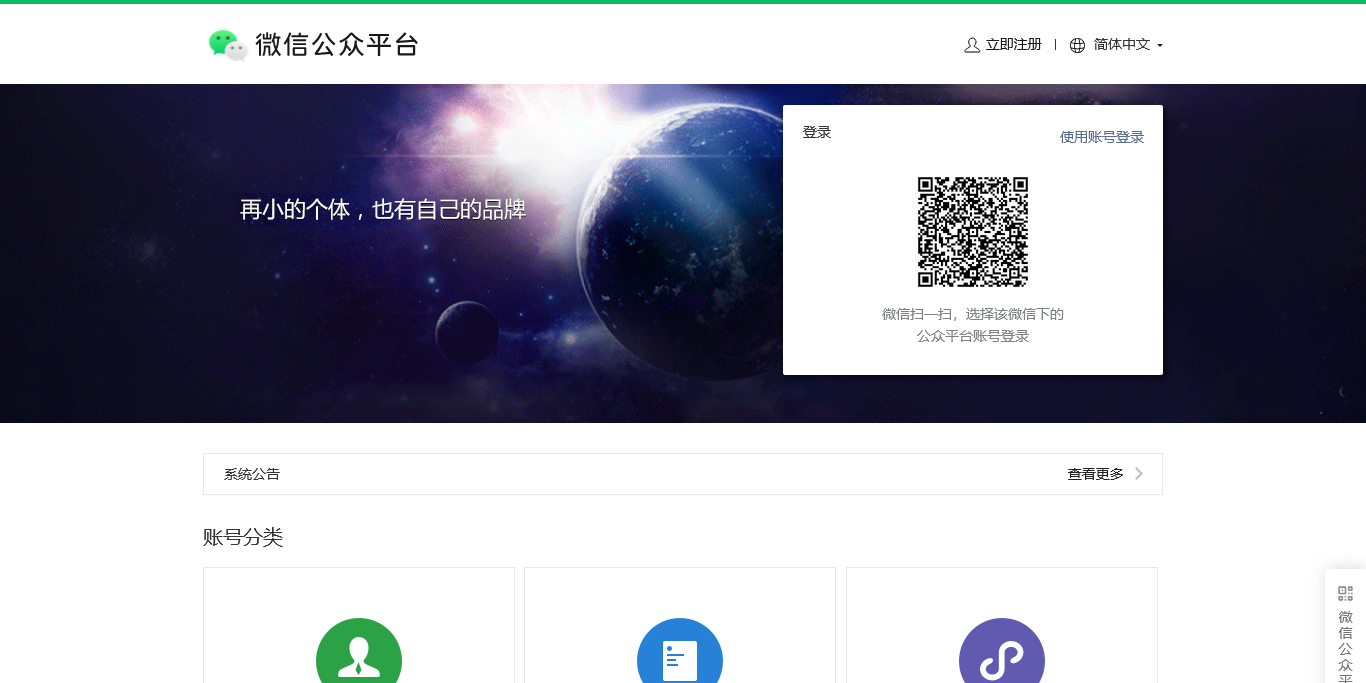 微信公众平台
立即注册
简体中文
再小的个体，也有自己的品牌
登录
使用账号登录
微信扫一扫，选择该微信下的
公众平台账号登录
系统公告
查看更多
账号分类
微信公众平